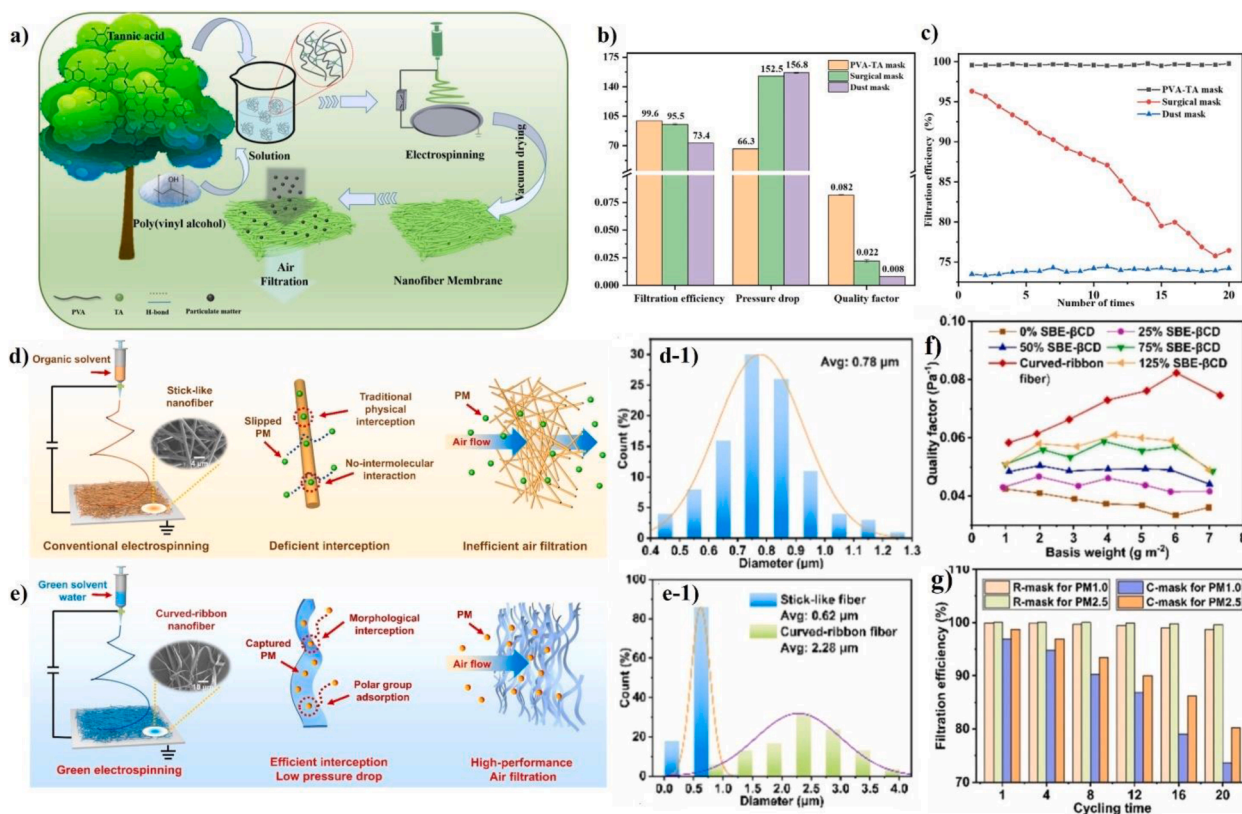 a)
Tannic acid
Solution
Electrospinning
Vacuum drying
OH
Poly(vinyl alcohol)
Air
Filtration
Nanofiber Membrane
PVA
TA
H-bond
Particulate matter
b)
175
140
105
70
0.075
0.050
0.025
0.000
PVA-TA mask
Surgical mask
Dust mask
99.6
95.5
73.4
66.3
152.5
156.8
0.082
0.022
0.008
Filtration efficiency
Pressure drop
Quality factor
c)
Filtration efficiency (%)
100
95
90
85
80
75
PVA-TA mask
Surgical mask
Dust mask
0
5
10
15
20
Number of times
d)
Organic solvent
Stick-like
nanofiber
Conventional electrospinning
Slipped
PM
Traditional
physical
interception
No-intermolecular
interaction
Deficient interception
PM
Air flow
Inefficient air filtration
d-1)
Avg: 0.78 μm
Count (%)
30
25
20
15
10
5
0
0.4
0.5
0.6
0.7
0.8
0.9
1.0
1.1
1.2
1.3
Diameter (μm)
e)
Green solvent
water
Curved-ribbon
nanofiber
Green electrospinning
Captured
PM
Morphological
interception
Polar group
adsorption
Efficient interception
Low pressure drop
PM
Air flow
High-performance
Air filtration
e-1)
Stick-like fiber
Avg: 0.62 μm
Curved-ribbon fiber
Avg: 2.28 μm
Count (%)
100
80
60
40
20
0
0.0
0.5
1.0
1.5
2.0
2.5
3.0
3.5
4.0
Diameter (μm)
f)
Quality factor (Pa-1)
0.10
0.08
0.06
0.04
0% SBE-βCD
25% SBE-βCD
50% SBE-βCD
75% SBE-βCD
Curved-ribbon
fiber)
125% SBE-βCD
0
1
2
3
4
5
6
7
8
Basis weight (g m-2)
g)
Filtration efficiency (%)
110
100
90
80
70
R-mask for PM1.0
C-mask for PM1.0
R-mask for PM2.5
C-mask for PM2.5
1
4
8
12
16
20
Cycling time